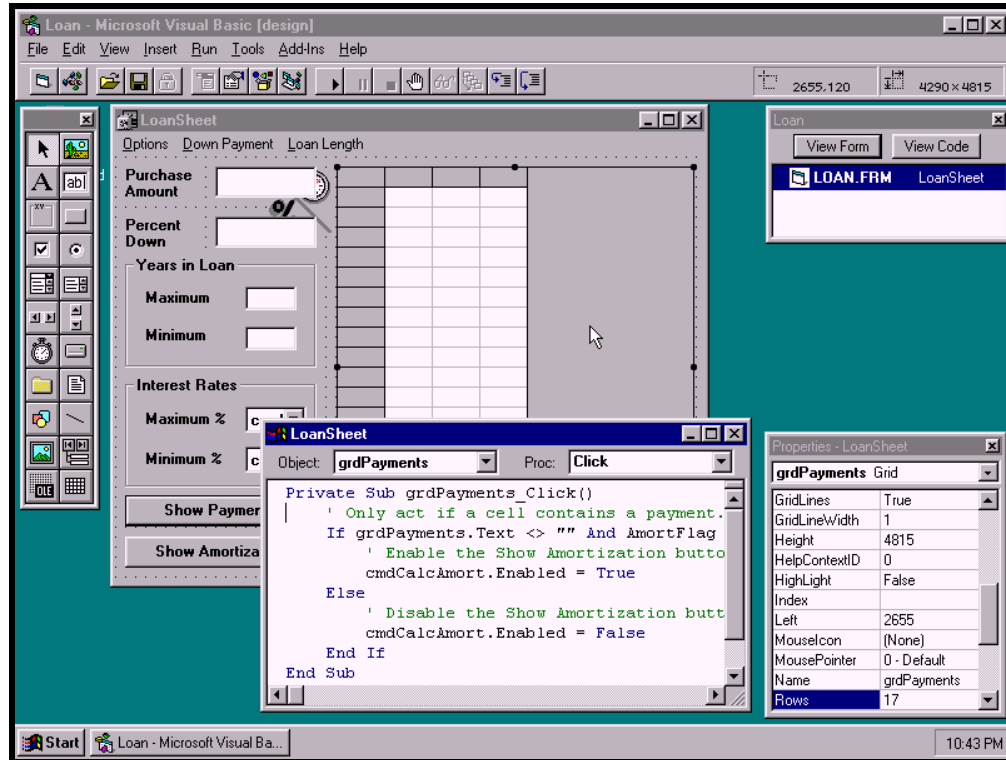 Loan - Microsoft Visual Basic [design]
File Edit View Insert Run Tools Add-Ins Help
2655,120 4290×4815
LoanSheet
Options Down Payment Loan Length
A ab|
XY
OLE
Purchase
Amount
%
Percent
Down
Years in Loan
Maximum
Minimum
Interest Rates
Maximum % c
Minimum % c
Show Paymer
Show Amortiza
Loan
View Form View Code
LOAN.FRM LoanSheet
LoanSheet
Object: grdPayments Proc: Click
Private Sub grdPayments_Click()
' Only act if a cell contains a payment.
If grdPayments.Text <> "" And AmortFlag
' Enable the Show Amortization butto
cmdCalcAmort.Enabled = True
Else
' Disable the Show Amortization butt
cmdCalcAmort.Enabled = False
End If
End Sub
Properties - LoanSheet
grdPayments Grid
GridLines True
GridLineWidth 1
Height 4815
HelpContextID 0
HighLight False
Index
Left 2655
MouseIcon (None)
MousePointer 0 - Default
Name grdPayments
Rows 17
Start Loan - Microsoft Visual Ba... 10:43 PM